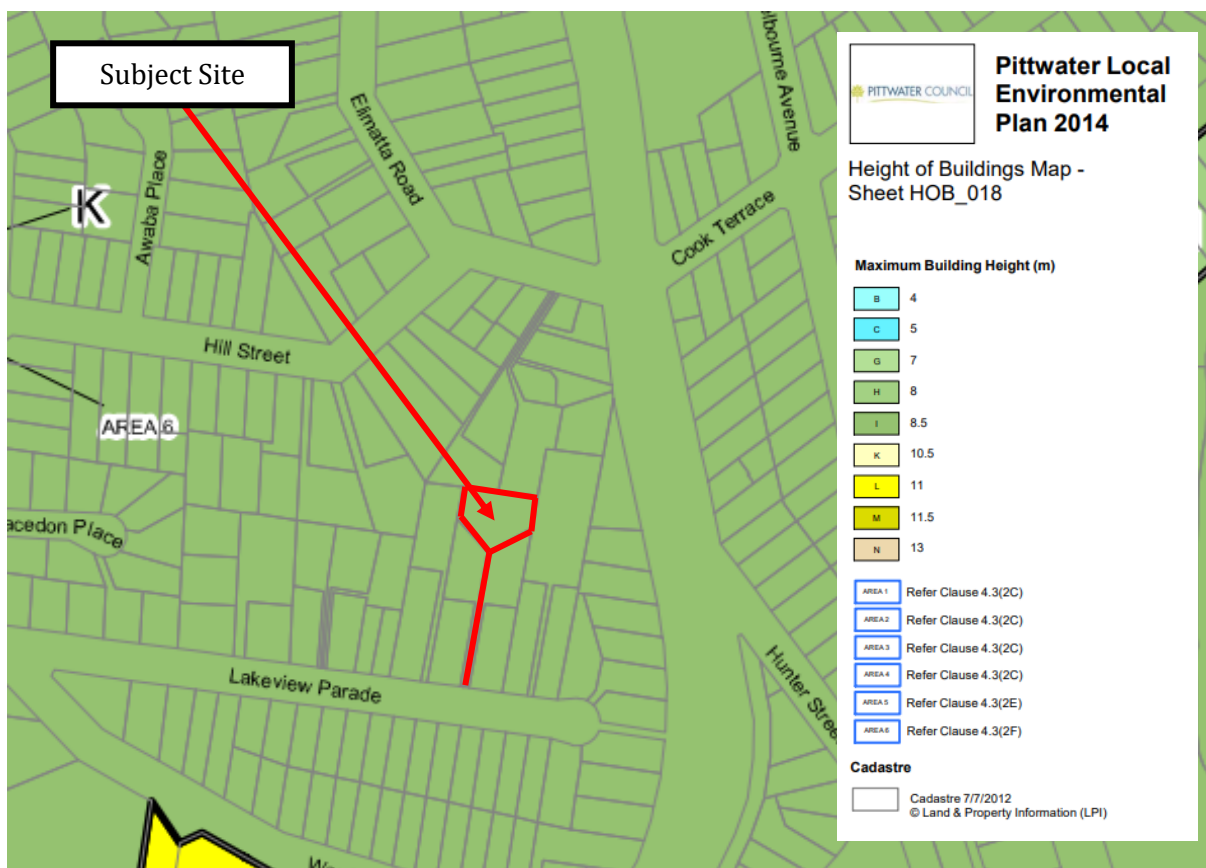 Subject Site
Elimatta Road
elbourne Avenue
Awaba Place
K
Cook Terrace
Hill Street
AREA 6
acedon Place
Lakeview Parade
Hunter Street
PITTWATER COUNCIL
Pittwater Local
Environmental
Plan 2014
Height of Buildings Map -
Sheet HOB_018
Maximum Building Height (m)
B 4
C 5
G 7
H 8
I 8.5
K 10.5
L 11
M 11.5
N 13
AREA 1 Refer Clause 4.3(2C)
AREA 2 Refer Clause 4.3(2C)
AREA 3 Refer Clause 4.3(2C)
AREA 4 Refer Clause 4.3(2C)
AREA 5 Refer Clause 4.3(2E)
AREA 6 Refer Clause 4.3(2F)
Cadastre
Cadastre 7/7/2012
© Land & Property Information (LPI)